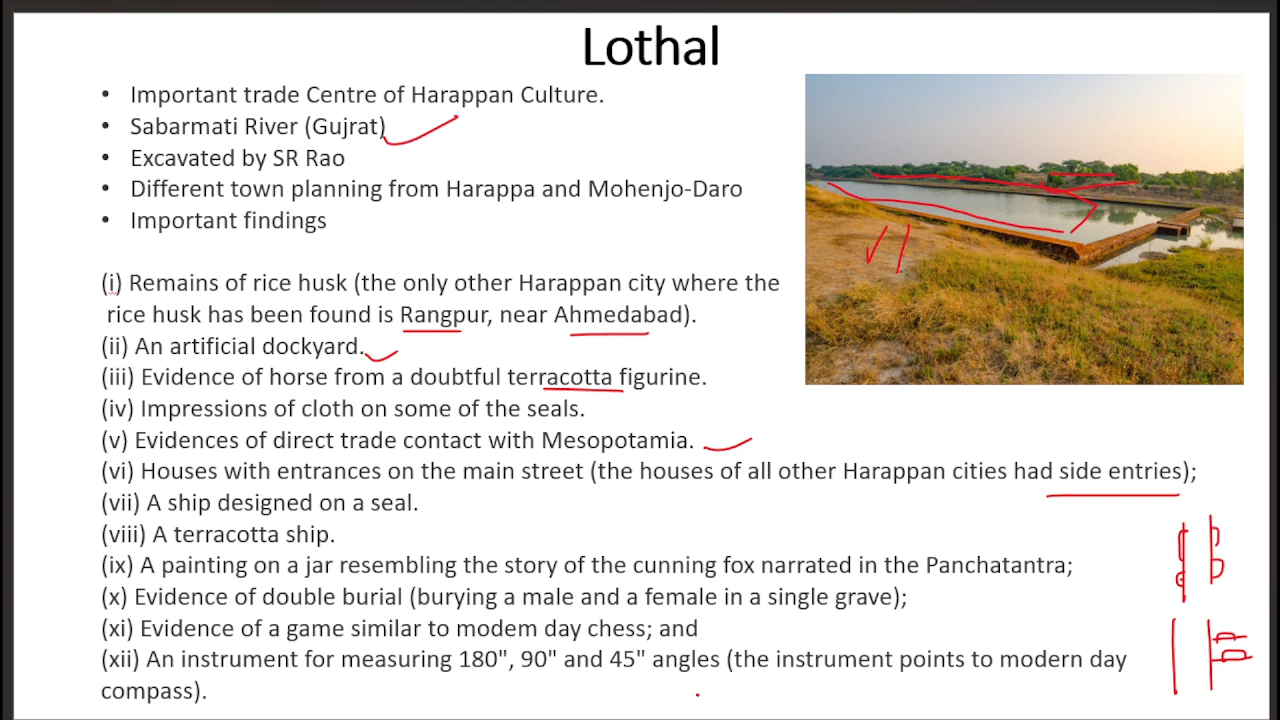 Lothal
• Important trade Centre of Harappan Culture.
• Sabarmati River (Gujrat)
• Excavated by SR Rao
• Different town planning from Harappa and Mohenjo-Daro
• Important findings
(i) Remains of rice husk (the only other Harappan city where the
rice husk has been found is Rangpur, near Ahmedabad).
(ii) An artificial dockyard.
(iii) Evidence of horse from a doubtful terracotta figurine.
(iv) Impressions of cloth on some of the seals.
(v) Evidences of direct trade contact with Mesopotamia.
(vi) Houses with entrances on the main street (the houses of all other Harappan cities had side entries);
(vii) A ship designed on a seal.
(viii) A terracotta ship.
(ix) A painting on a jar resembling the story of the cunning fox narrated in the Panchatantra;
(x) Evidence of double burial (burying a male and a female in a single grave);
(xi) Evidence of a game similar to modem day chess; and
(xii) An instrument for measuring 180", 90" and 45" angles (the instrument points to modern day
compass).